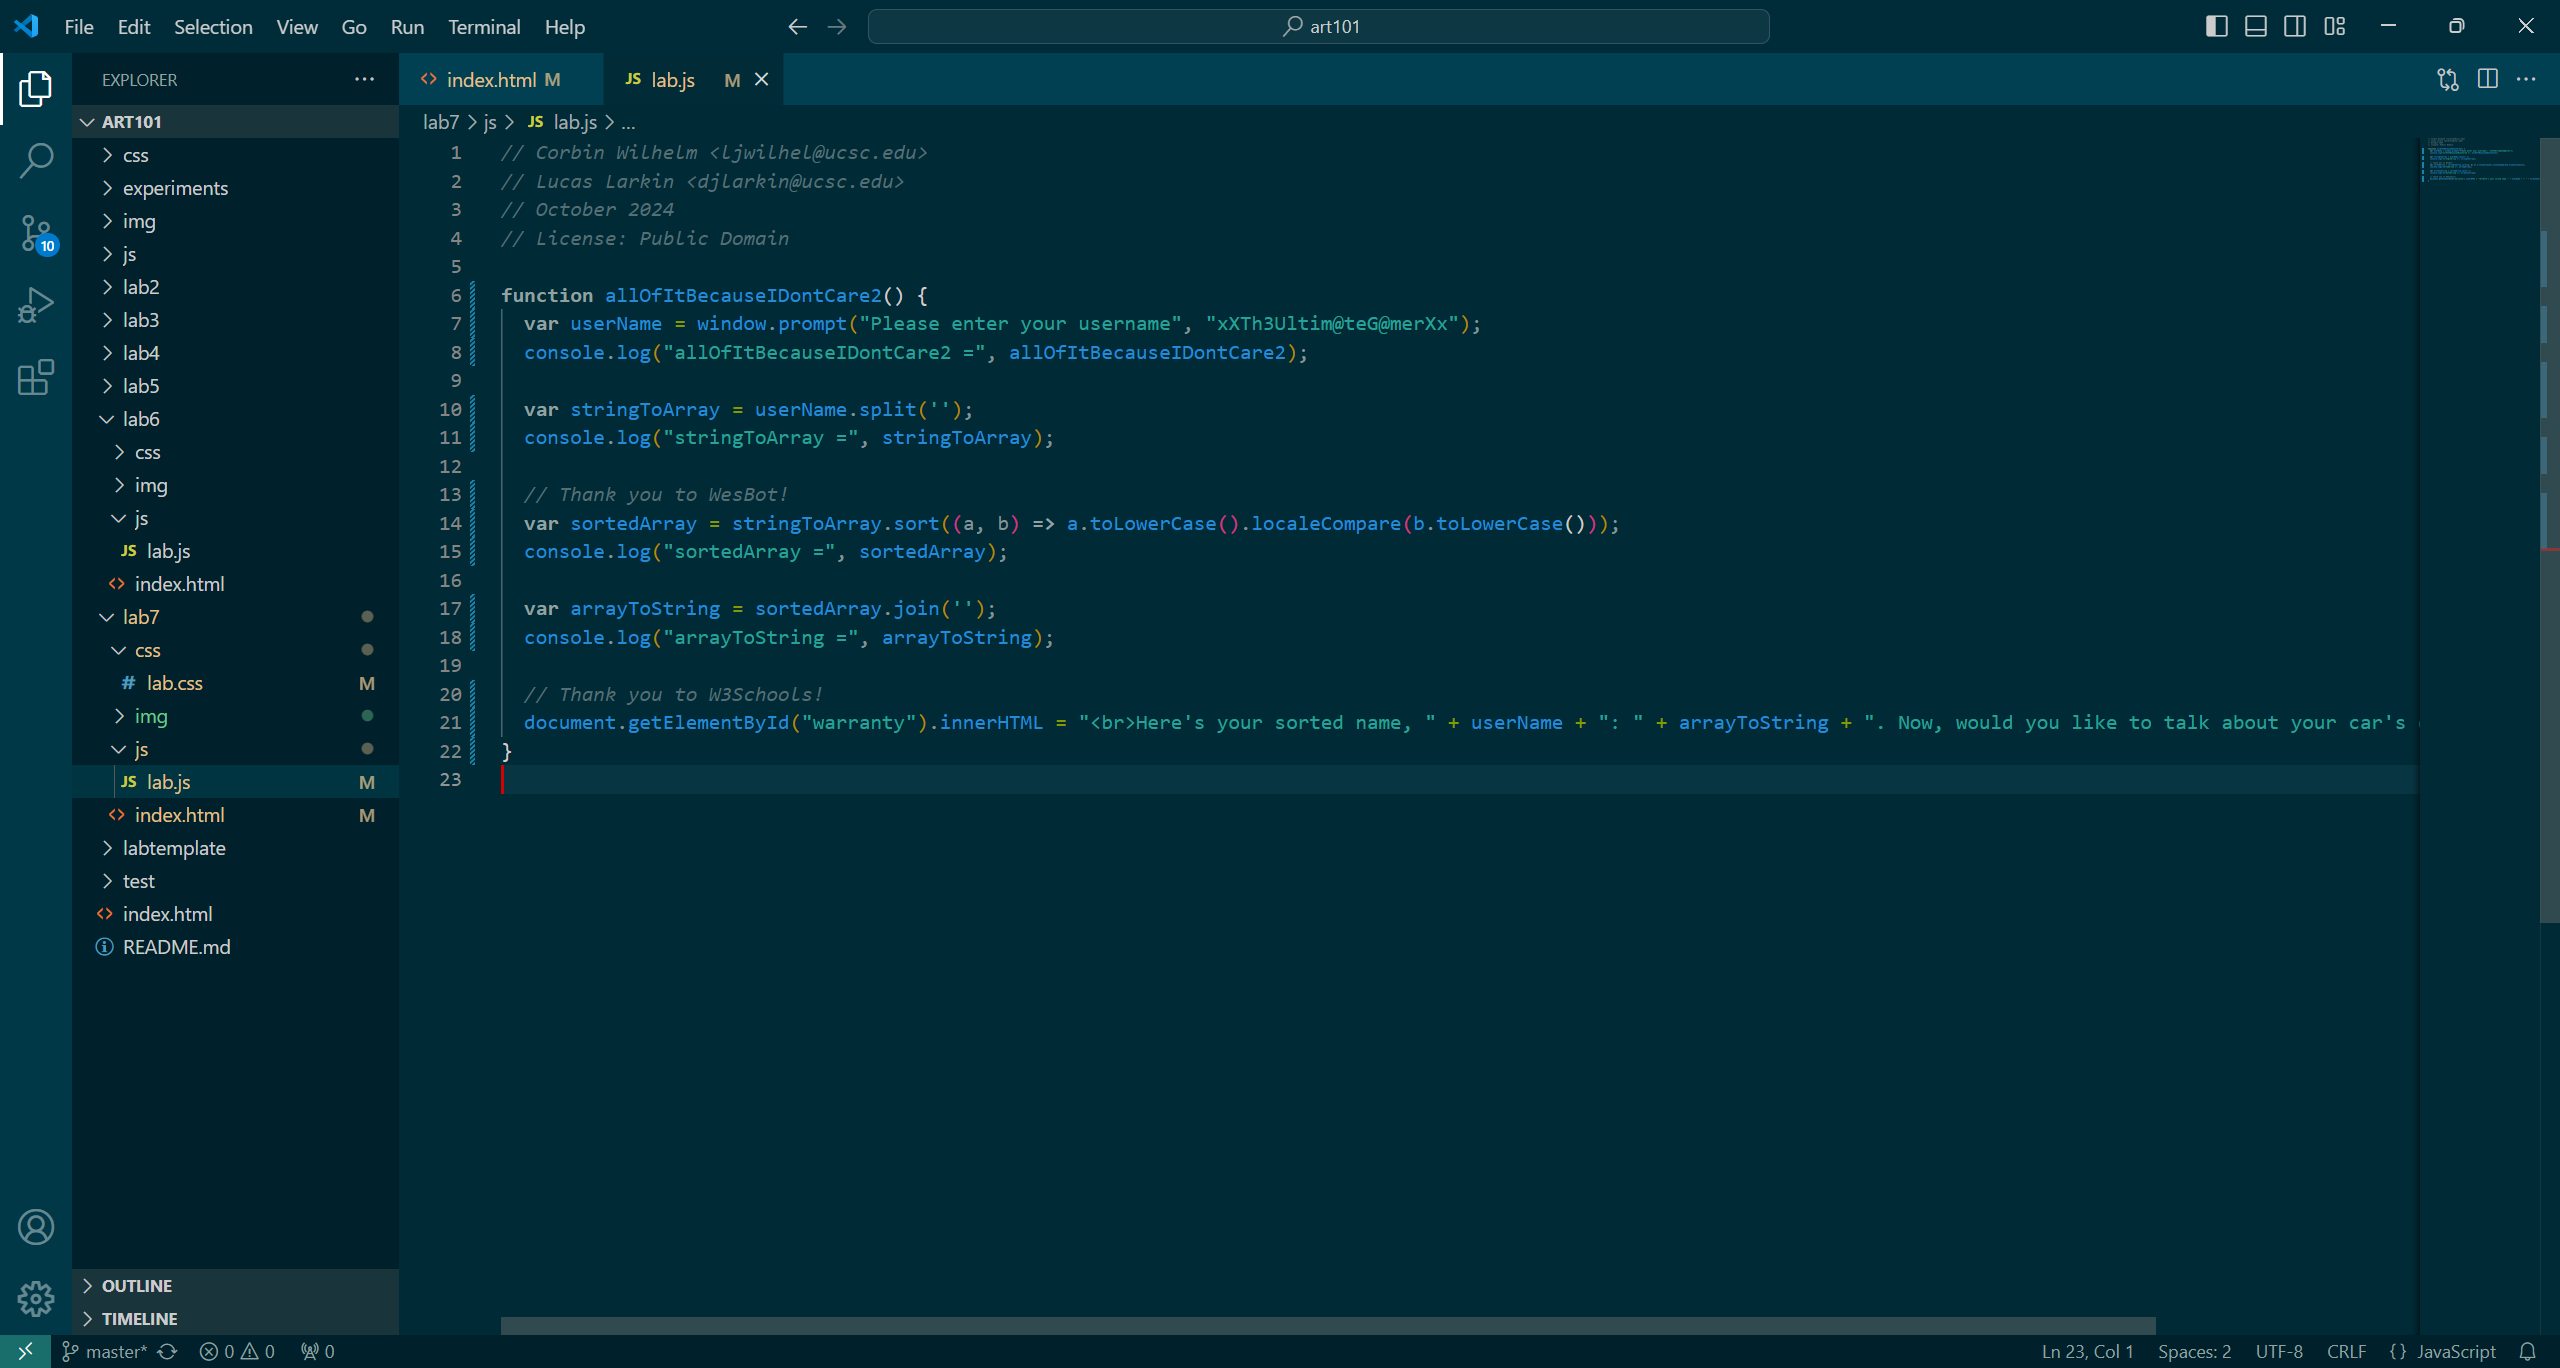 File Edit Selection View Go Run Terminal Help
art101
EXPLORER
index.html M
JS lab.js M
ART101
lab7 > js > JS lab.js > ...
css
experiments
img
js
lab2
lab3
lab4
lab5
lab6
css
img
js
JS lab.js
index.html
lab7
css
# lab.css M
img
js
JS lab.js M
index.html M
labtemplate
test
index.html
README.md
OUTLINE
TIMELINE
1 // Corbin Wilhelm <ljwilhel@ucsc.edu>
2 // Lucas Larkin <djlarkin@ucsc.edu>
3 // October 2024
4 // License: Public Domain
5
6 function allOfItBecauseIDontCare2() {
7 var userName = window.prompt("Please enter your username", "xXTh3Ultim@teG@merXx");
8 console.log("allOfItBecauseIDontCare2 =", allOfItBecauseIDontCare2);
9
10 var stringToArray = userName.split('');
11 console.log("stringToArray =", stringToArray);
12
13 // Thank you to WesBot!
14 var sortedArray = stringToArray.sort((a, b) => a.toLowerCase().localeCompare(b.toLowerCase()));
15 console.log("sortedArray =", sortedArray);
16
17 var arrayToString = sortedArray.join('');
18 console.log("arrayToString =", arrayToString);
19
20 // Thank you to W3Schools!
21 document.getElementById("warranty").innerHTML = "<br>Here's your sorted name, " + userName + ": " + arrayToString + ". Now, would you like to talk about your car's
22 }
23
10
master* 0 0 0
Ln 23, Col 1 Spaces: 2 UTF-8 CRLF {} JavaScript